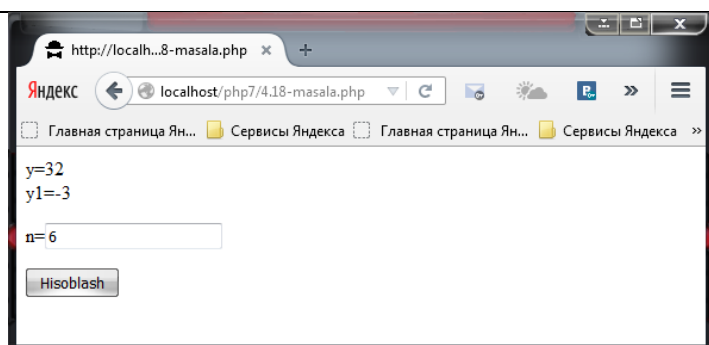 http://localh...8-masala.php × +
Яндекс localhost/php7/4.18-masala.php
Главная страница Ян... Сервисы Яндекса Главная страница Ян... Сервисы Яндекса »
y=32
y1=-3
n= 6
Hisoblash